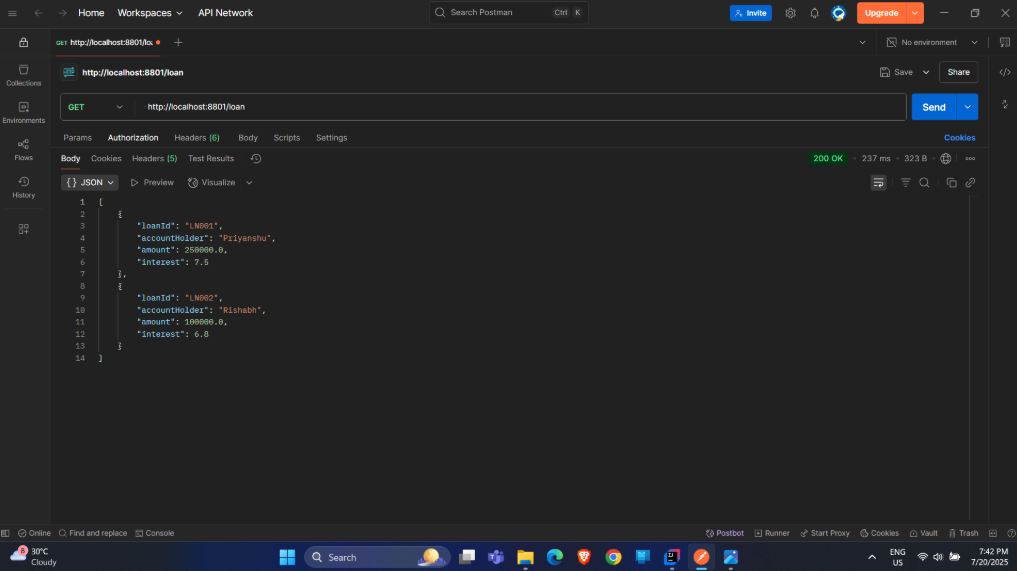 Home Workspaces API Network Search Postman Ctrl K Invite Upgrade
GET http://localhost:8801/loa No environment
Collections
http://localhost:8801/loan Save Share
Environments
GET http://localhost:8801/loan Send
Flows
Params Authorization Headers (6) Body Scripts Settings Cookies
History
Body Cookies Headers (5) Test Results 200 OK 237 ms 323 B
{ } JSON Preview Visualize
1 [
2 {
3 "loanId": "LN001",
4 "accountHolder": "Priyanshu",
5 "amount": 250000.0,
6 "interest": 7.5
7 },
8 {
9 "loanId": "LN002",
10 "accountHolder": "Rishabh",
11 "amount": 100000.0,
12 "interest": 6.8
13 }
14 ]
Online Find and replace Console Postbot Runner Start Proxy Cookies Vault Trash
8 30°C
Cloudy
Search
ENG
US
7:42 PM
7/20/2025